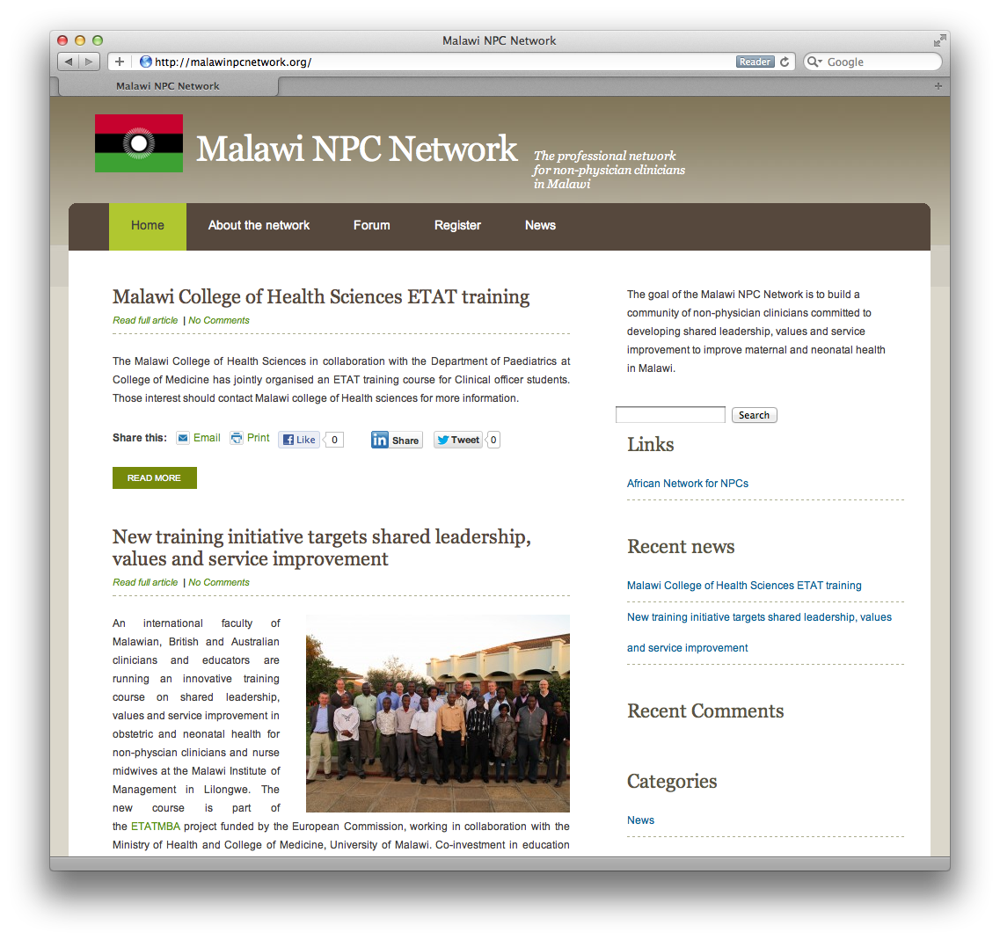 Malawi NPC Network
http://malawinpcnetwork.org/
Reader
Google
Malawi NPC Network
Malawi NPC Network
The professional network
for non-physician clinicians
in Malawi
Home
About the network
Forum
Register
News
Malawi College of Health Sciences ETAT training
Read full article | No Comments
The Malawi College of Health Sciences in collaboration with the Department of Paediatrics at
College of Medicine has jointly organised an ETAT training course for Clinical officer students.
Those interest should contact Malawi college of Health sciences for more information.
Share this: Email Print Like 0 in Share Tweet 0
READ MORE
New training initiative targets shared leadership,
values and service improvement
Read full article | No Comments
An international faculty of
Malawian, British and Australian
clinicians and educators are
running an innovative training
course on shared leadership,
values and service improvement in
obstetric and neonatal health for
non-physcian clinicians and nurse
midwives at the Malawi Institute of
Management in Lilongwe. The
new course is part of
the ETATMBA project funded by the European Commission, working in collaboration with the
Ministry of Health and College of Medicine, University of Malawi. Co-investment in education
The goal of the Malawi NPC Network is to build a
community of non-physician clinicians committed to
developing shared leadership, values and service
improvement to improve maternal and neonatal health
in Malawi.
Search
Links
African Network for NPCs
Recent news
Malawi College of Health Sciences ETAT training
New training initiative targets shared leadership, values
and service improvement
Recent Comments
Categories
News